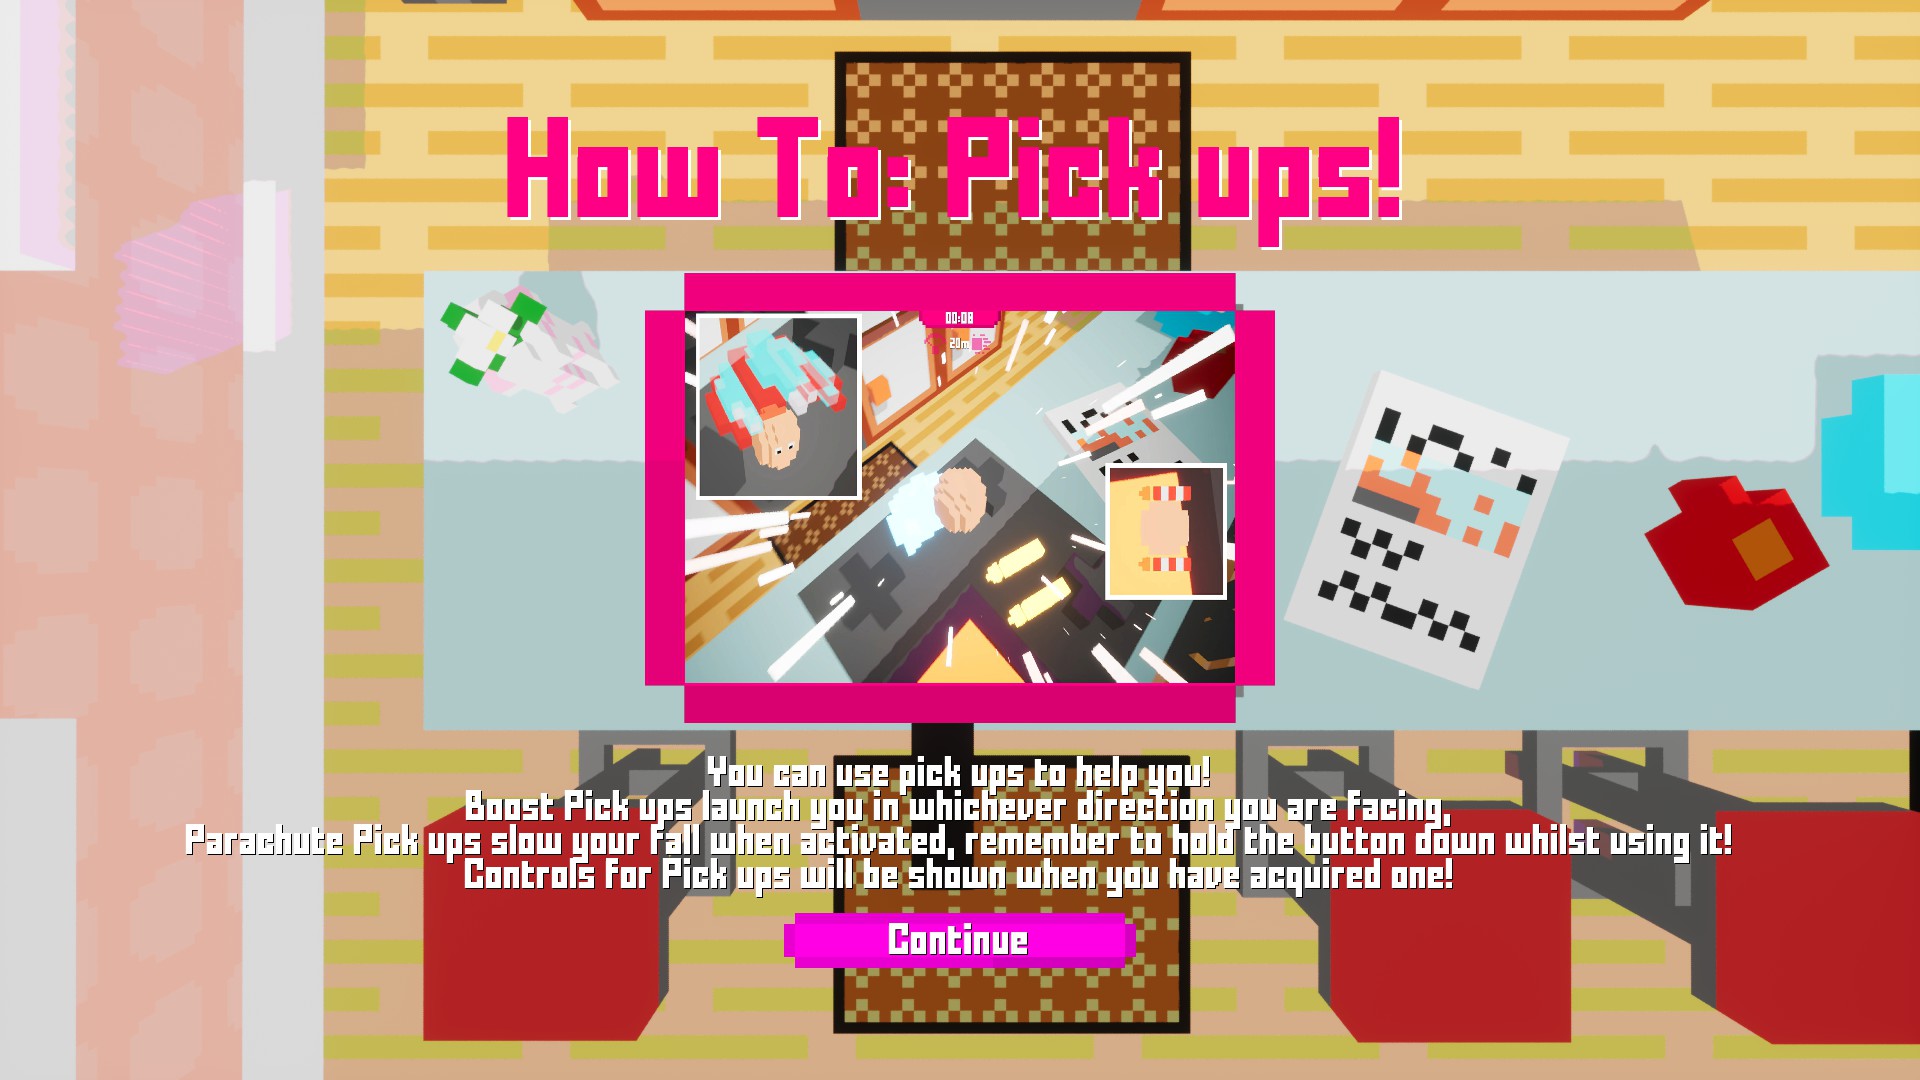 How To: Pick ups!
00:08
20m
You can use pick ups to help you!
Boost Pick ups launch you in whichever direction you are facing,
Parachute Pick ups slow your fall when activated, remember to hold the button down whilst using it!
Controls for Pick ups will be shown when you have acquired one!
Continue